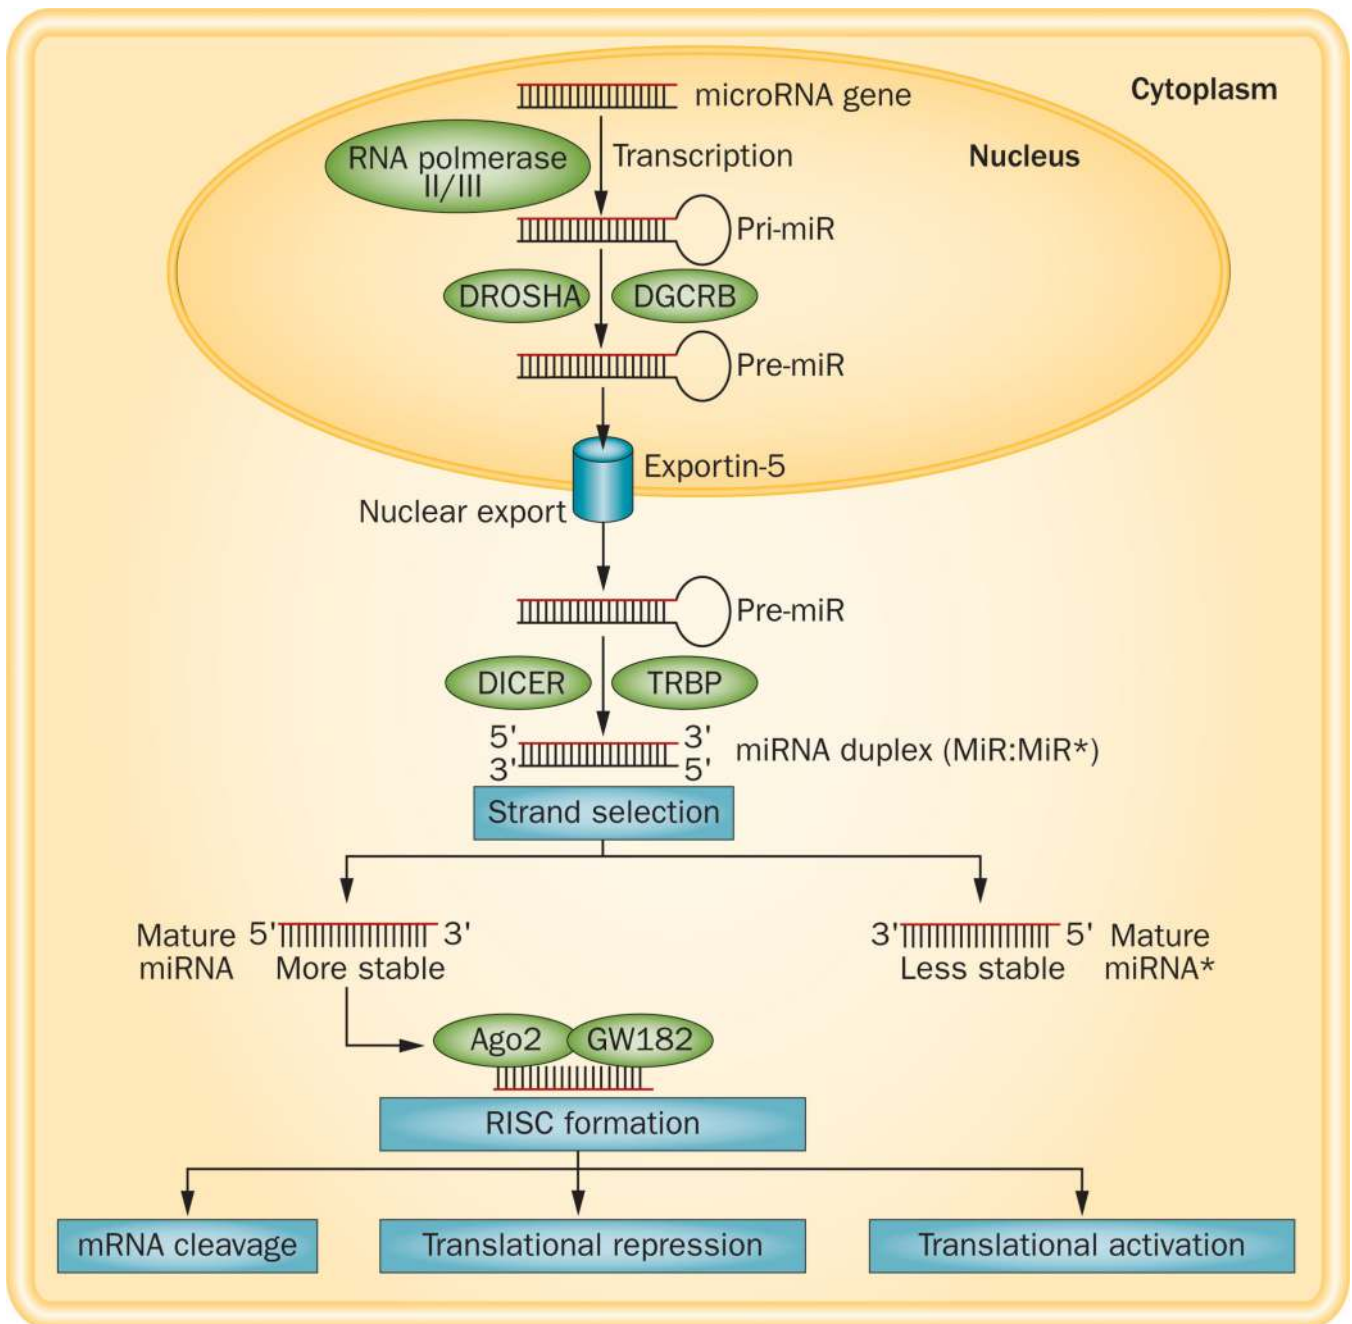 microRNA gene
Cytoplasm
RNA polmerase
II/III
Transcription
Nucleus
Pri-miR
DROSHA
DGCRB
Pre-miR
Exportin-5
Nuclear export
Pre-miR
DICER
TRBP
5' 3'
3' 5'
miRNA duplex (MiR:MiR*)
Strand selection
Mature
miRNA
5' 3'
More stable
3' 5'
Less stable
Mature
miRNA*
Ago2
GW182
RISC formation
mRNA cleavage
Translational repression
Translational activation